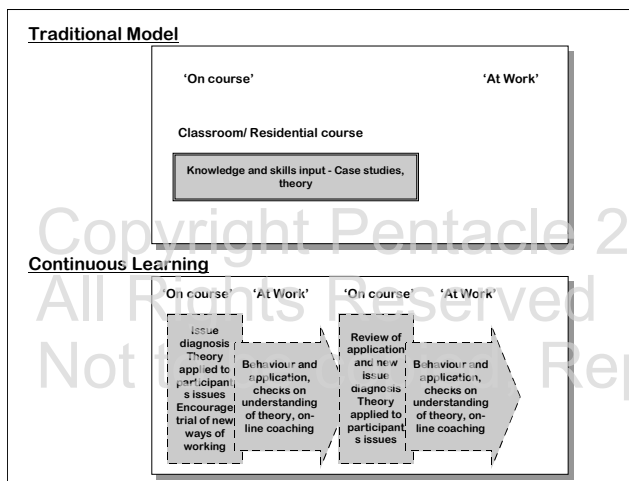 Traditional Model
‘On course’ ‘At Work’
Classroom/ Residential course
Knowledge and skills input - Case studies,
theory
Copyright Pentacle 2
Continuous Learning
‘On course’ ‘At Work’ ‘On course’ ‘At Work’
All Rights Reserved
Issue
diagnosis
Theory
applied to
participant
s issues
Encourage
trial of new
ways of
working
Behaviour and
application,
checks on
understanding
of theory, on-
line coaching
Review of
application
and new
issue
diagnosis
Theory
applied to
participant
s issues
Behaviour and
application,
checks on
understanding
of theory, on-
line coaching
Not Rep